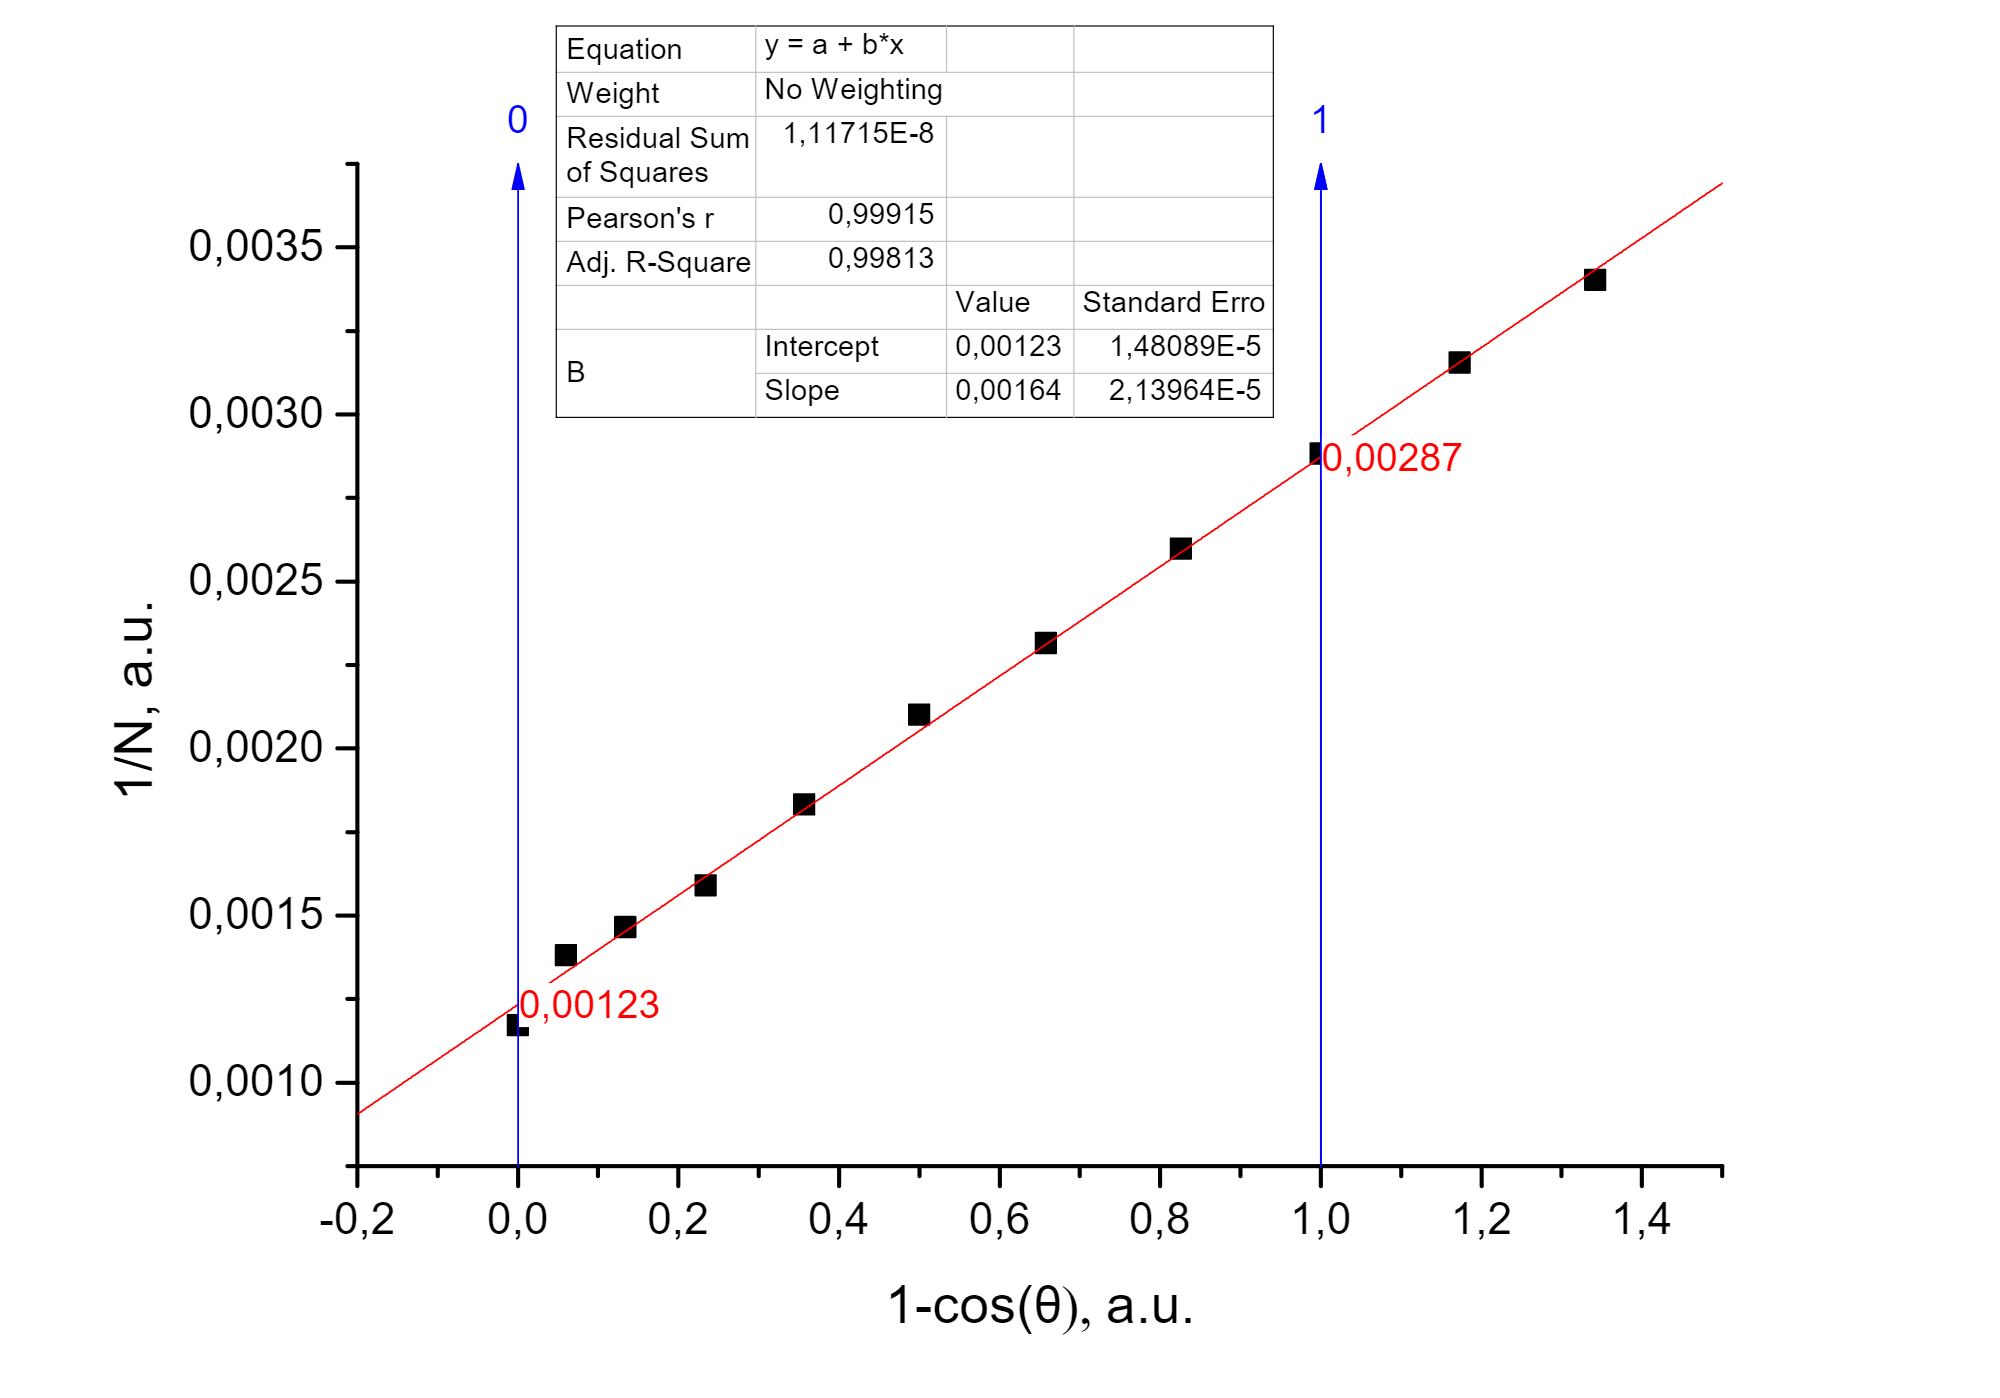 Equation y = a + b*x
Weight No Weighting
Residual Sum of Squares 1,11715E-8
Pearson's r 0,99915
Adj. R-Square 0,99813
Value Standard Erro
B Intercept 0,00123 1,48089E-5
Slope 0,00164 2,13964E-5
0
1
0,0035
0,0030
0,0025
0,0020
0,0015
0,0010
1/N, a.u.
0,00287
0,00123
-0,2 0,0 0,2 0,4 0,6 0,8 1,0 1,2 1,4
1-cos(θ), a.u.